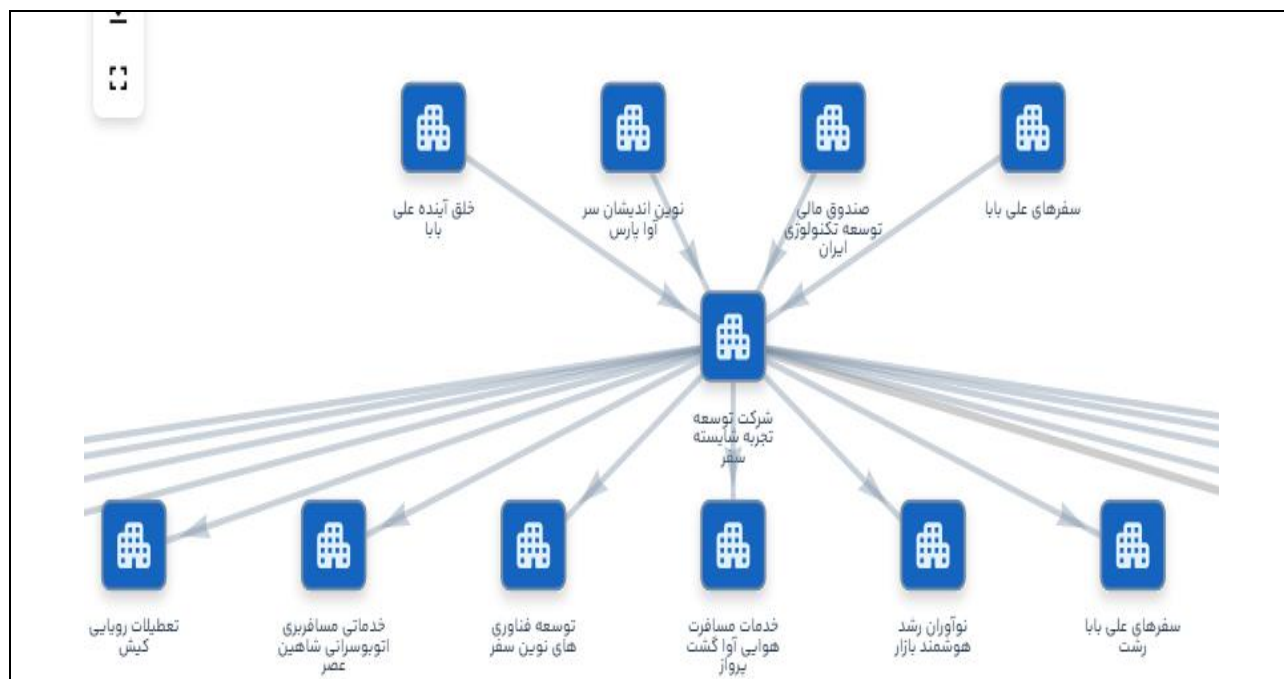 سفرهای علی بابا
صندوق مالی
توسعه تکنولوژی
ایران
نوین اندیشان سر
آوا پارس
خلق آینده علی
بابا
شرکت توسعه
تجربه شایسته
سفر
سفرهای علی بابا
رشت
نوآوران رشد
هوشمند بازار
خدمات مسافرت
هوایی آوا گشت
پرواز
توسعه فناوری
های نوین سفر
خدماتی مسافربری
اتوبوسرانی شاهین
عصر
تعطیلات رویایی
کیش